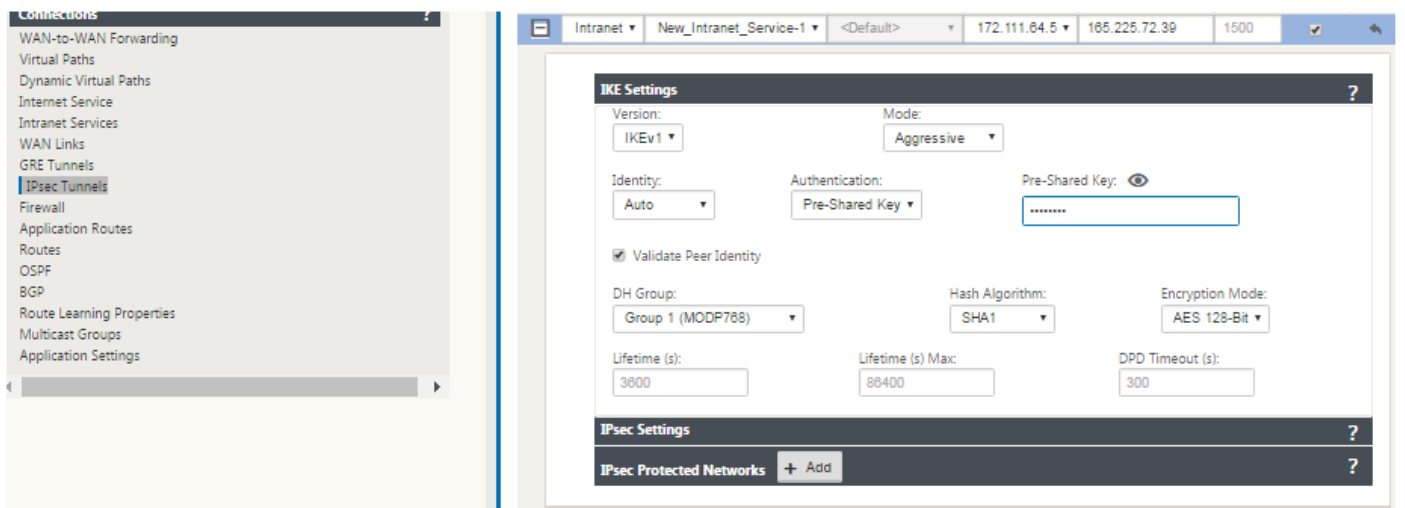 Connections ?
WAN-to-WAN Forwarding
Virtual Paths
Dynamic Virtual Paths
Internet Service
Intranet Services
WAN Links
GRE Tunnels
IPsec Tunnels
Firewall
Application Routes
Routes
OSPF
BGP
Route Learning Properties
Multicast Groups
Application Settings
Intranet New_Intranet_Service-1 <Default> 172.111.64.5 165.225.72.39 1500
IKE Settings ?
Version: Mode:
IKEv1 Aggressive
Identity: Authentication: Pre-Shared Key:
Auto Pre-Shared Key ••••••••
Validate Peer Identity
DH Group: Hash Algorithm: Encryption Mode:
Group 1 (MODP768) SHA1 AES 128-Bit
Lifetime (s): Lifetime (s) Max: DPD Timeout (s):
3600 86400 300
IPsec Settings ?
IPsec Protected Networks + Add ?